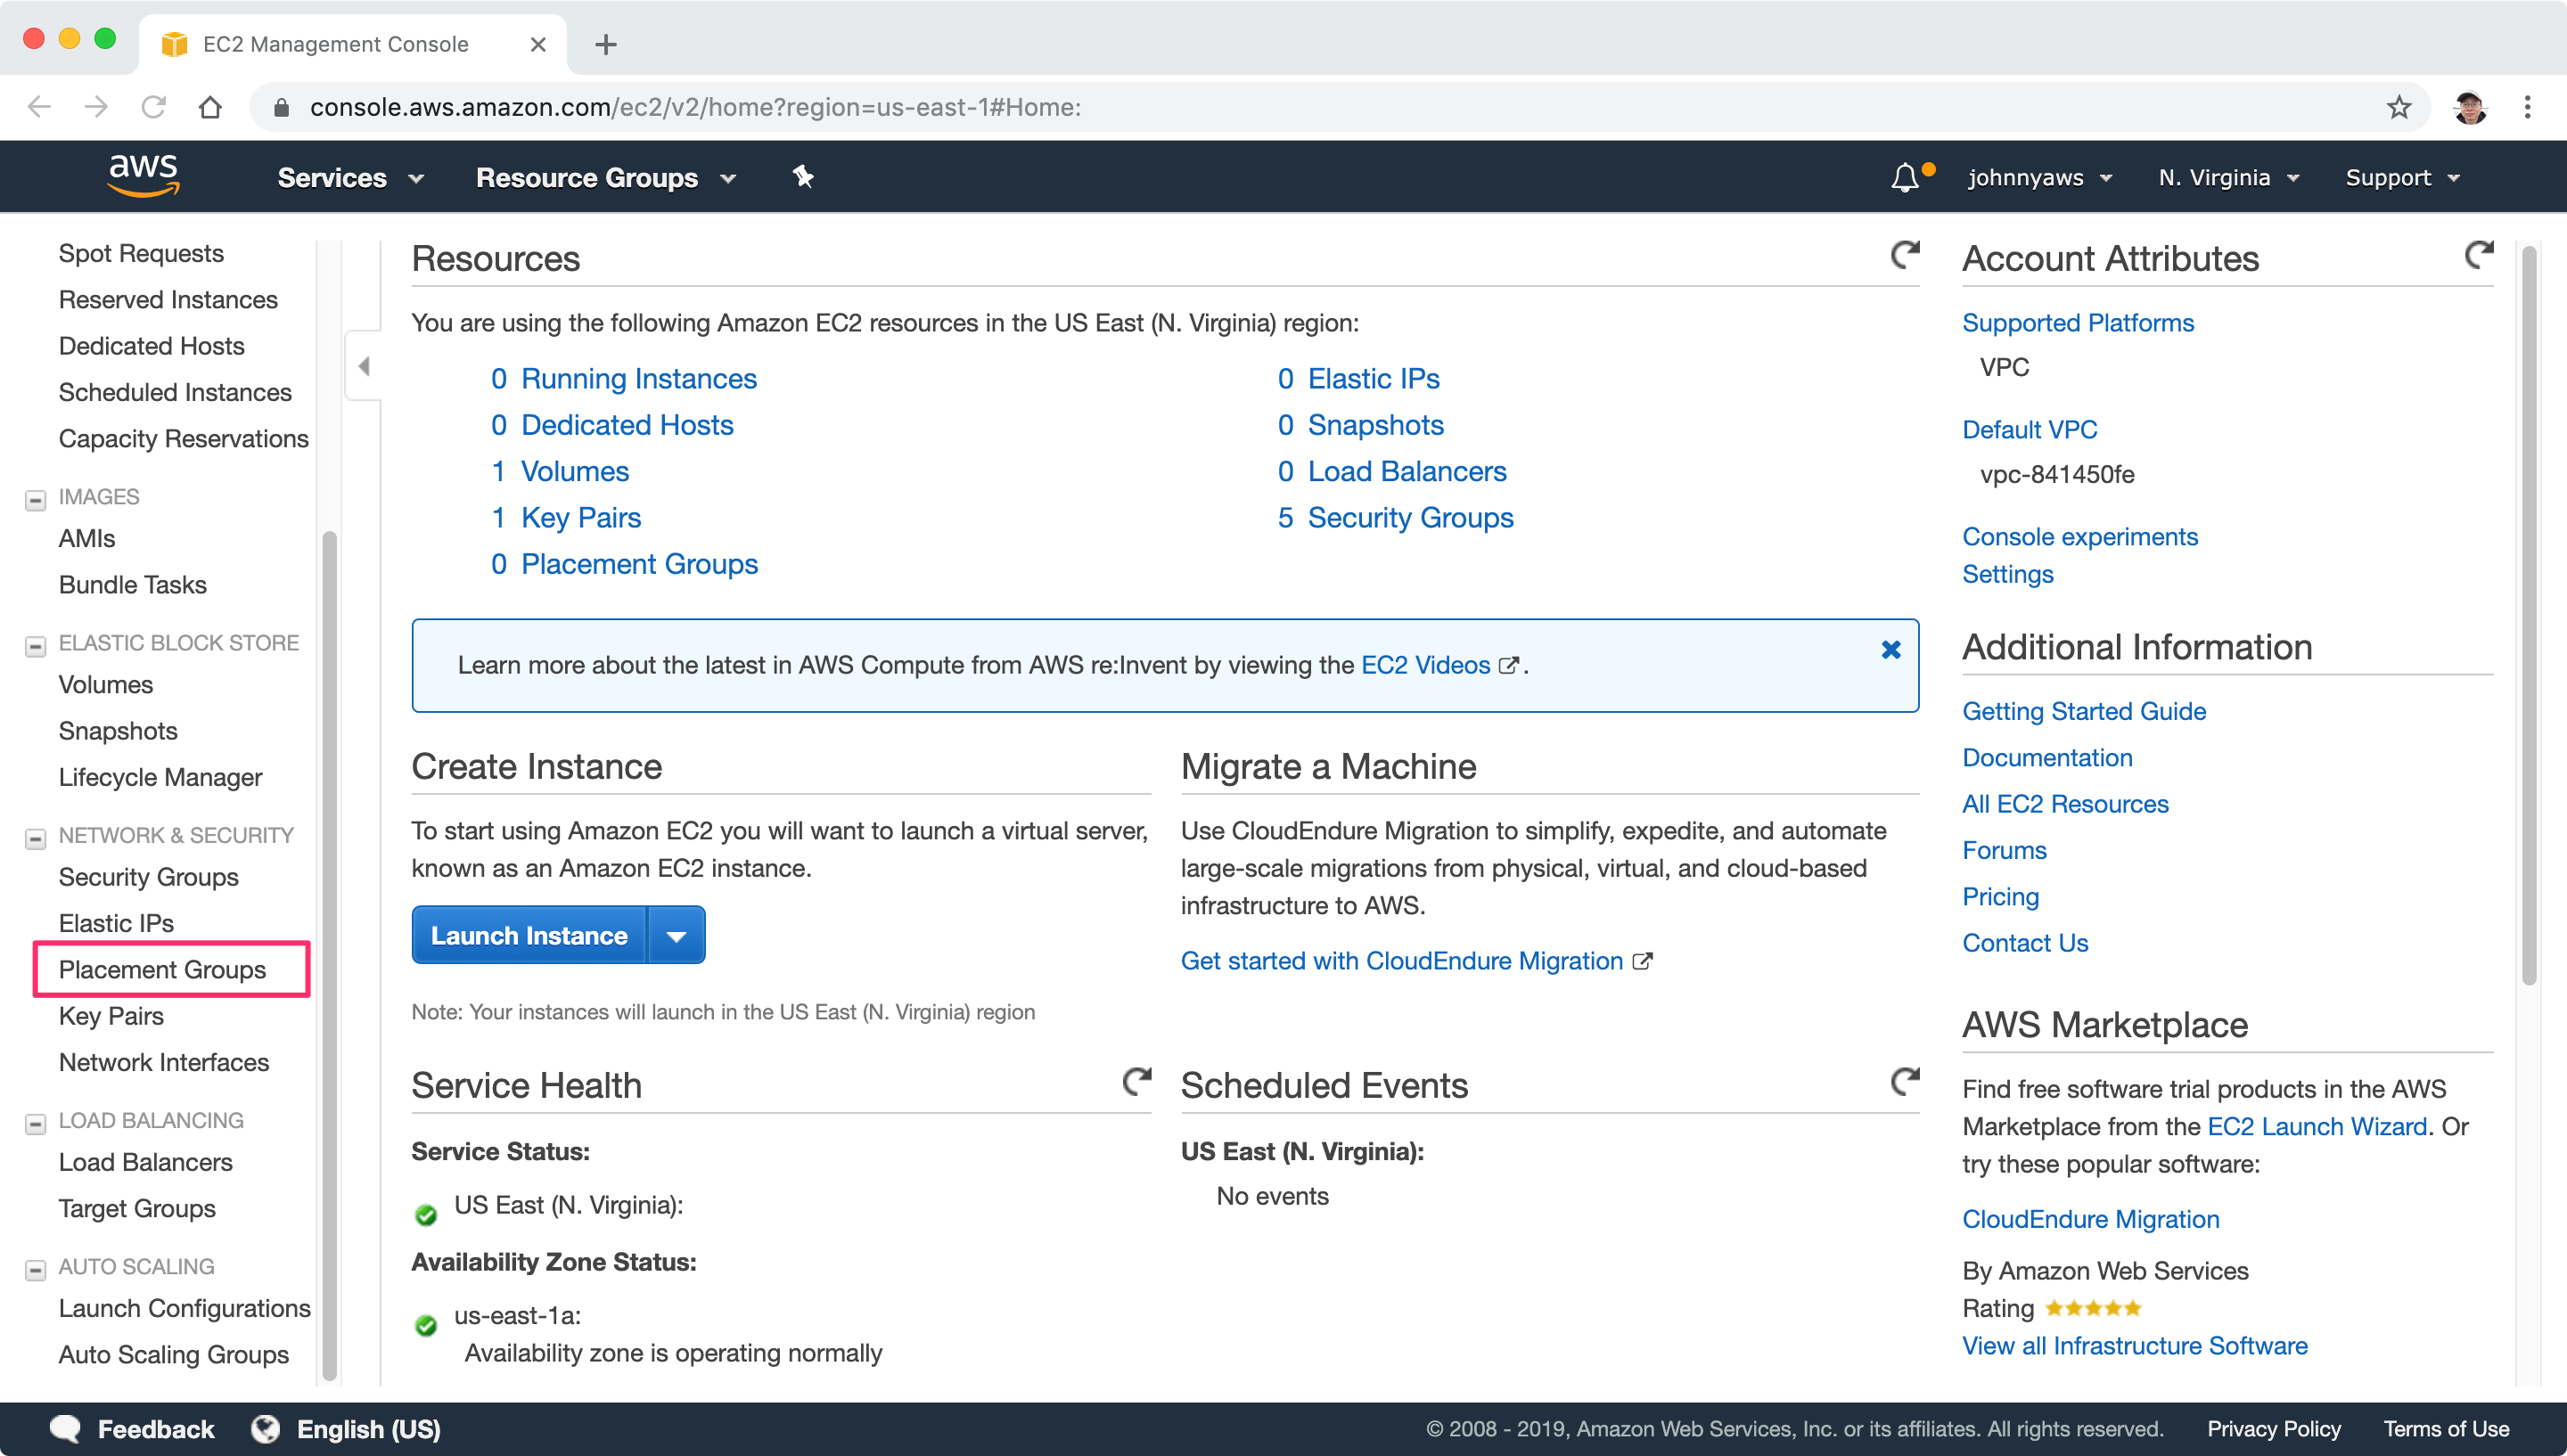 EC2 Management Console
console.aws.amazon.com/ec2/v2/home?region=us-east-1#Home:
aws
Services
Resource Groups
johnnyaws
N. Virginia
Support
Spot Requests
Reserved Instances
Dedicated Hosts
Scheduled Instances
Capacity Reservations
IMAGES
AMIs
Bundle Tasks
ELASTIC BLOCK STORE
Volumes
Snapshots
Lifecycle Manager
NETWORK & SECURITY
Security Groups
Elastic IPs
Placement Groups
Key Pairs
Network Interfaces
LOAD BALANCING
Load Balancers
Target Groups
AUTO SCALING
Launch Configurations
Auto Scaling Groups
Resources
You are using the following Amazon EC2 resources in the US East (N. Virginia) region:
0 Running Instances
0 Dedicated Hosts
1 Volumes
1 Key Pairs
0 Placement Groups
0 Elastic IPs
0 Snapshots
0 Load Balancers
5 Security Groups
Learn more about the latest in AWS Compute from AWS re:Invent by viewing the EC2 Videos .
Create Instance
To start using Amazon EC2 you will want to launch a virtual server,
known as an Amazon EC2 instance.
Launch Instance
Note: Your instances will launch in the US East (N. Virginia) region
Migrate a Machine
Use CloudEndure Migration to simplify, expedite, and automate
large-scale migrations from physical, virtual, and cloud-based
infrastructure to AWS.
Get started with CloudEndure Migration
Service Health
Service Status:
US East (N. Virginia):
Availability Zone Status:
us-east-1a:
Availability zone is operating normally
Scheduled Events
US East (N. Virginia):
No events
Account Attributes
Supported Platforms
VPC
Default VPC
vpc-841450fe
Console experiments
Settings
Additional Information
Getting Started Guide
Documentation
All EC2 Resources
Forums
Pricing
Contact Us
AWS Marketplace
Find free software trial products in the AWS
Marketplace from the EC2 Launch Wizard. Or
try these popular software:
CloudEndure Migration
By Amazon Web Services
Rating
View all Infrastructure Software
Feedback
English (US)
© 2008 - 2019, Amazon Web Services, Inc. or its affiliates. All rights reserved.
Privacy Policy
Terms of Use